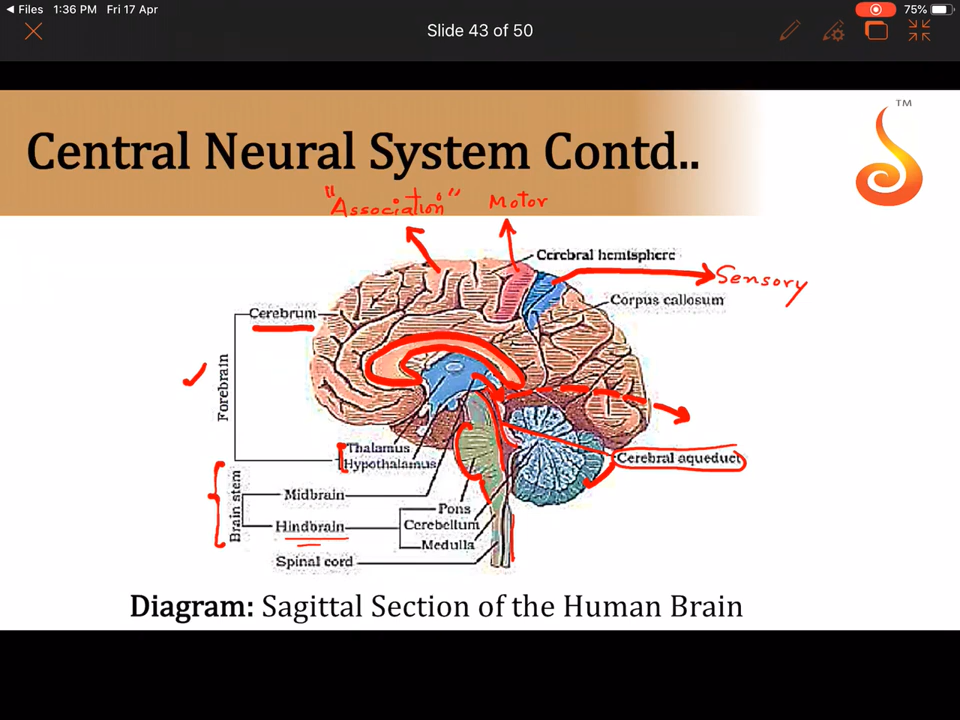 Files 1:36 PM Fri 17 Apr 75%
Slide 43 of 50
TM
Central Neural System Contd..
"Association" Motor
Cerebral hemisphere
Sensory
Corpus callosum
Cerebrum
Forebrain
Thalamus
Hypothalamus
Cerebral aqueduct
Brain stem
Midbrain
Pons
Hindbrain
Cerebellum
Medulla
Spinal cord
Diagram: Sagittal Section of the Human Brain